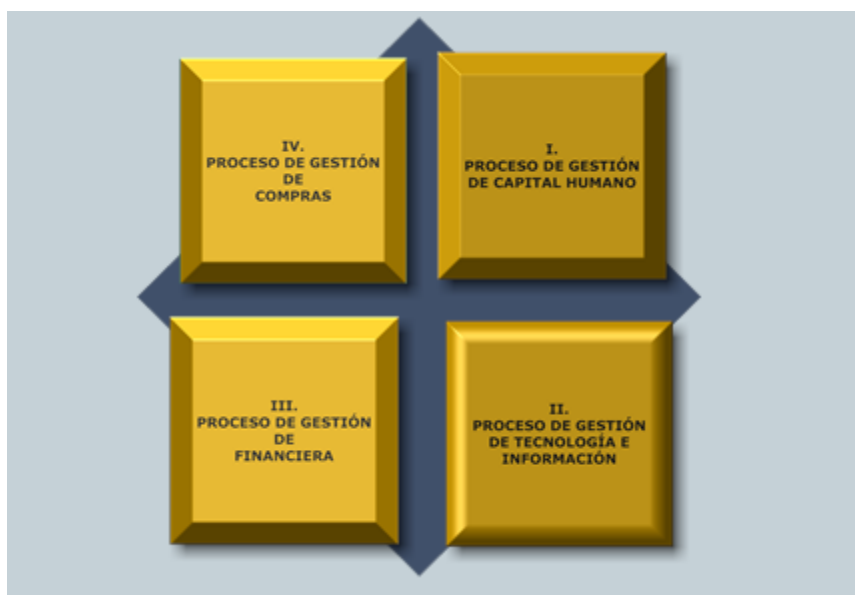 IV.
PROCESO DE GESTIÓN
DE
COMPRAS
I.
PROCESO DE GESTIÓN
DE CAPITAL HUMANO
III.
PROCESO DE GESTIÓN
DE
FINANCIERA
II.
PROCESO DE GESTIÓN
DE TECNOLOGÍA E
INFORMACIÓN